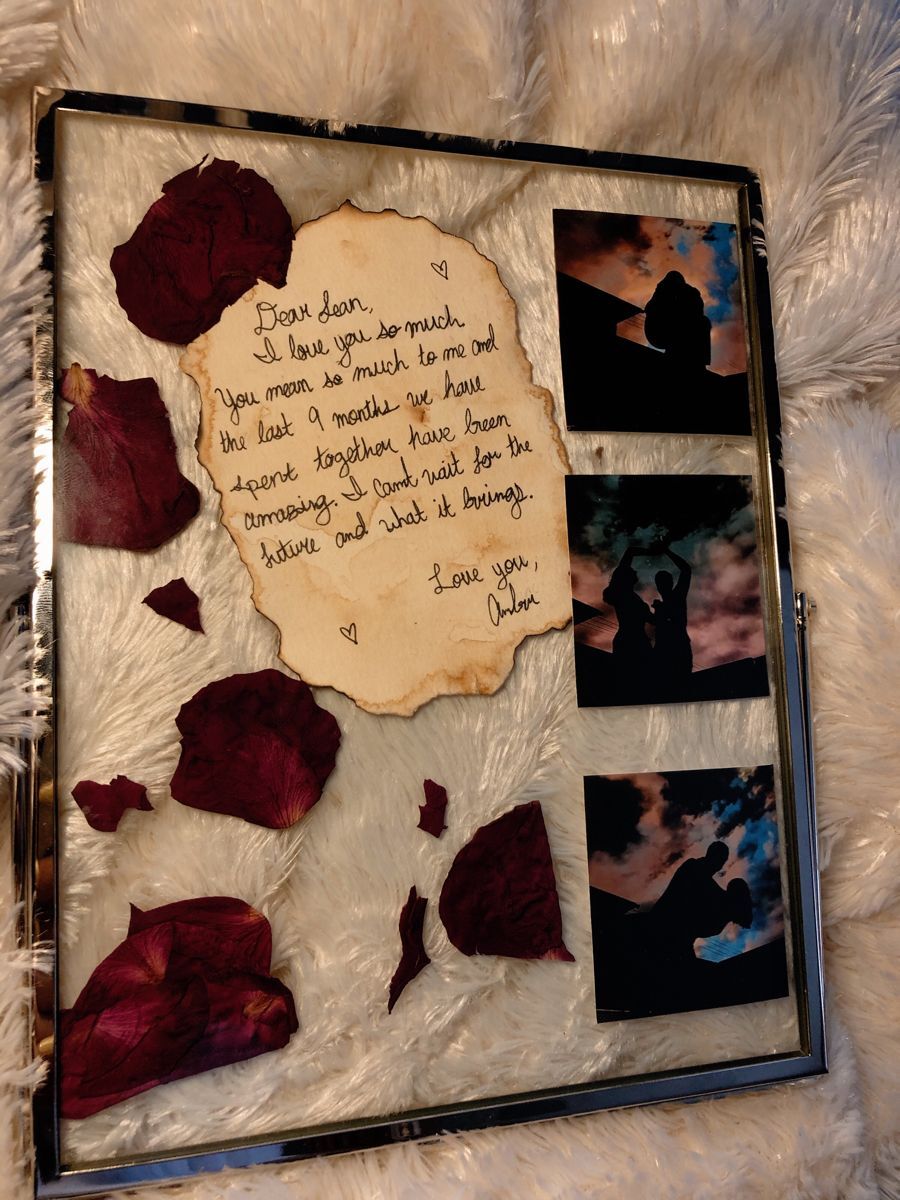 Dear Sean,
I love you so much
You mean so much to me and
the last 9 months we have
spent together have been
amazing. I cant wait for the
future and what it brings.
Love you,
Amber